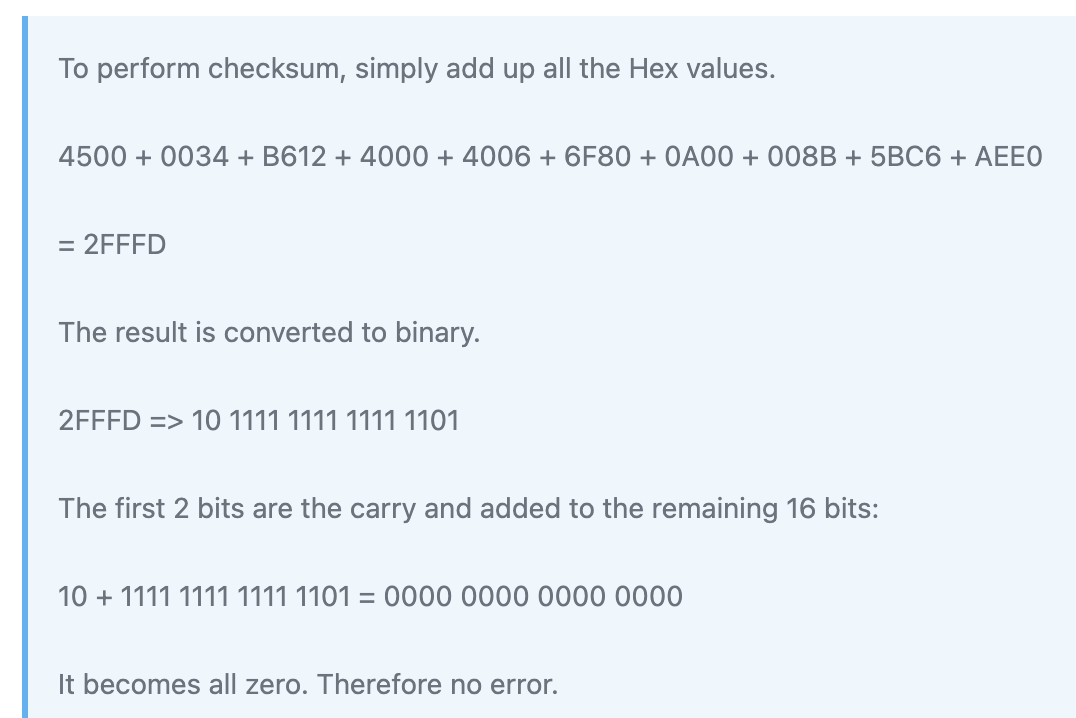 To perform checksum, simply add up all the Hex values.
4500 + 0034 + B612 + 4000 + 4006 + 6F80 + 0A00 + 008B + 5BC6 + AEE0
= 2FFFD
The result is converted to binary.
2FFFD => 10 1111 1111 1111 1101
The first 2 bits are the carry and added to the remaining 16 bits:
10 + 1111 1111 1111 1101 = 0000 0000 0000 0000
It becomes all zero. Therefore no error.